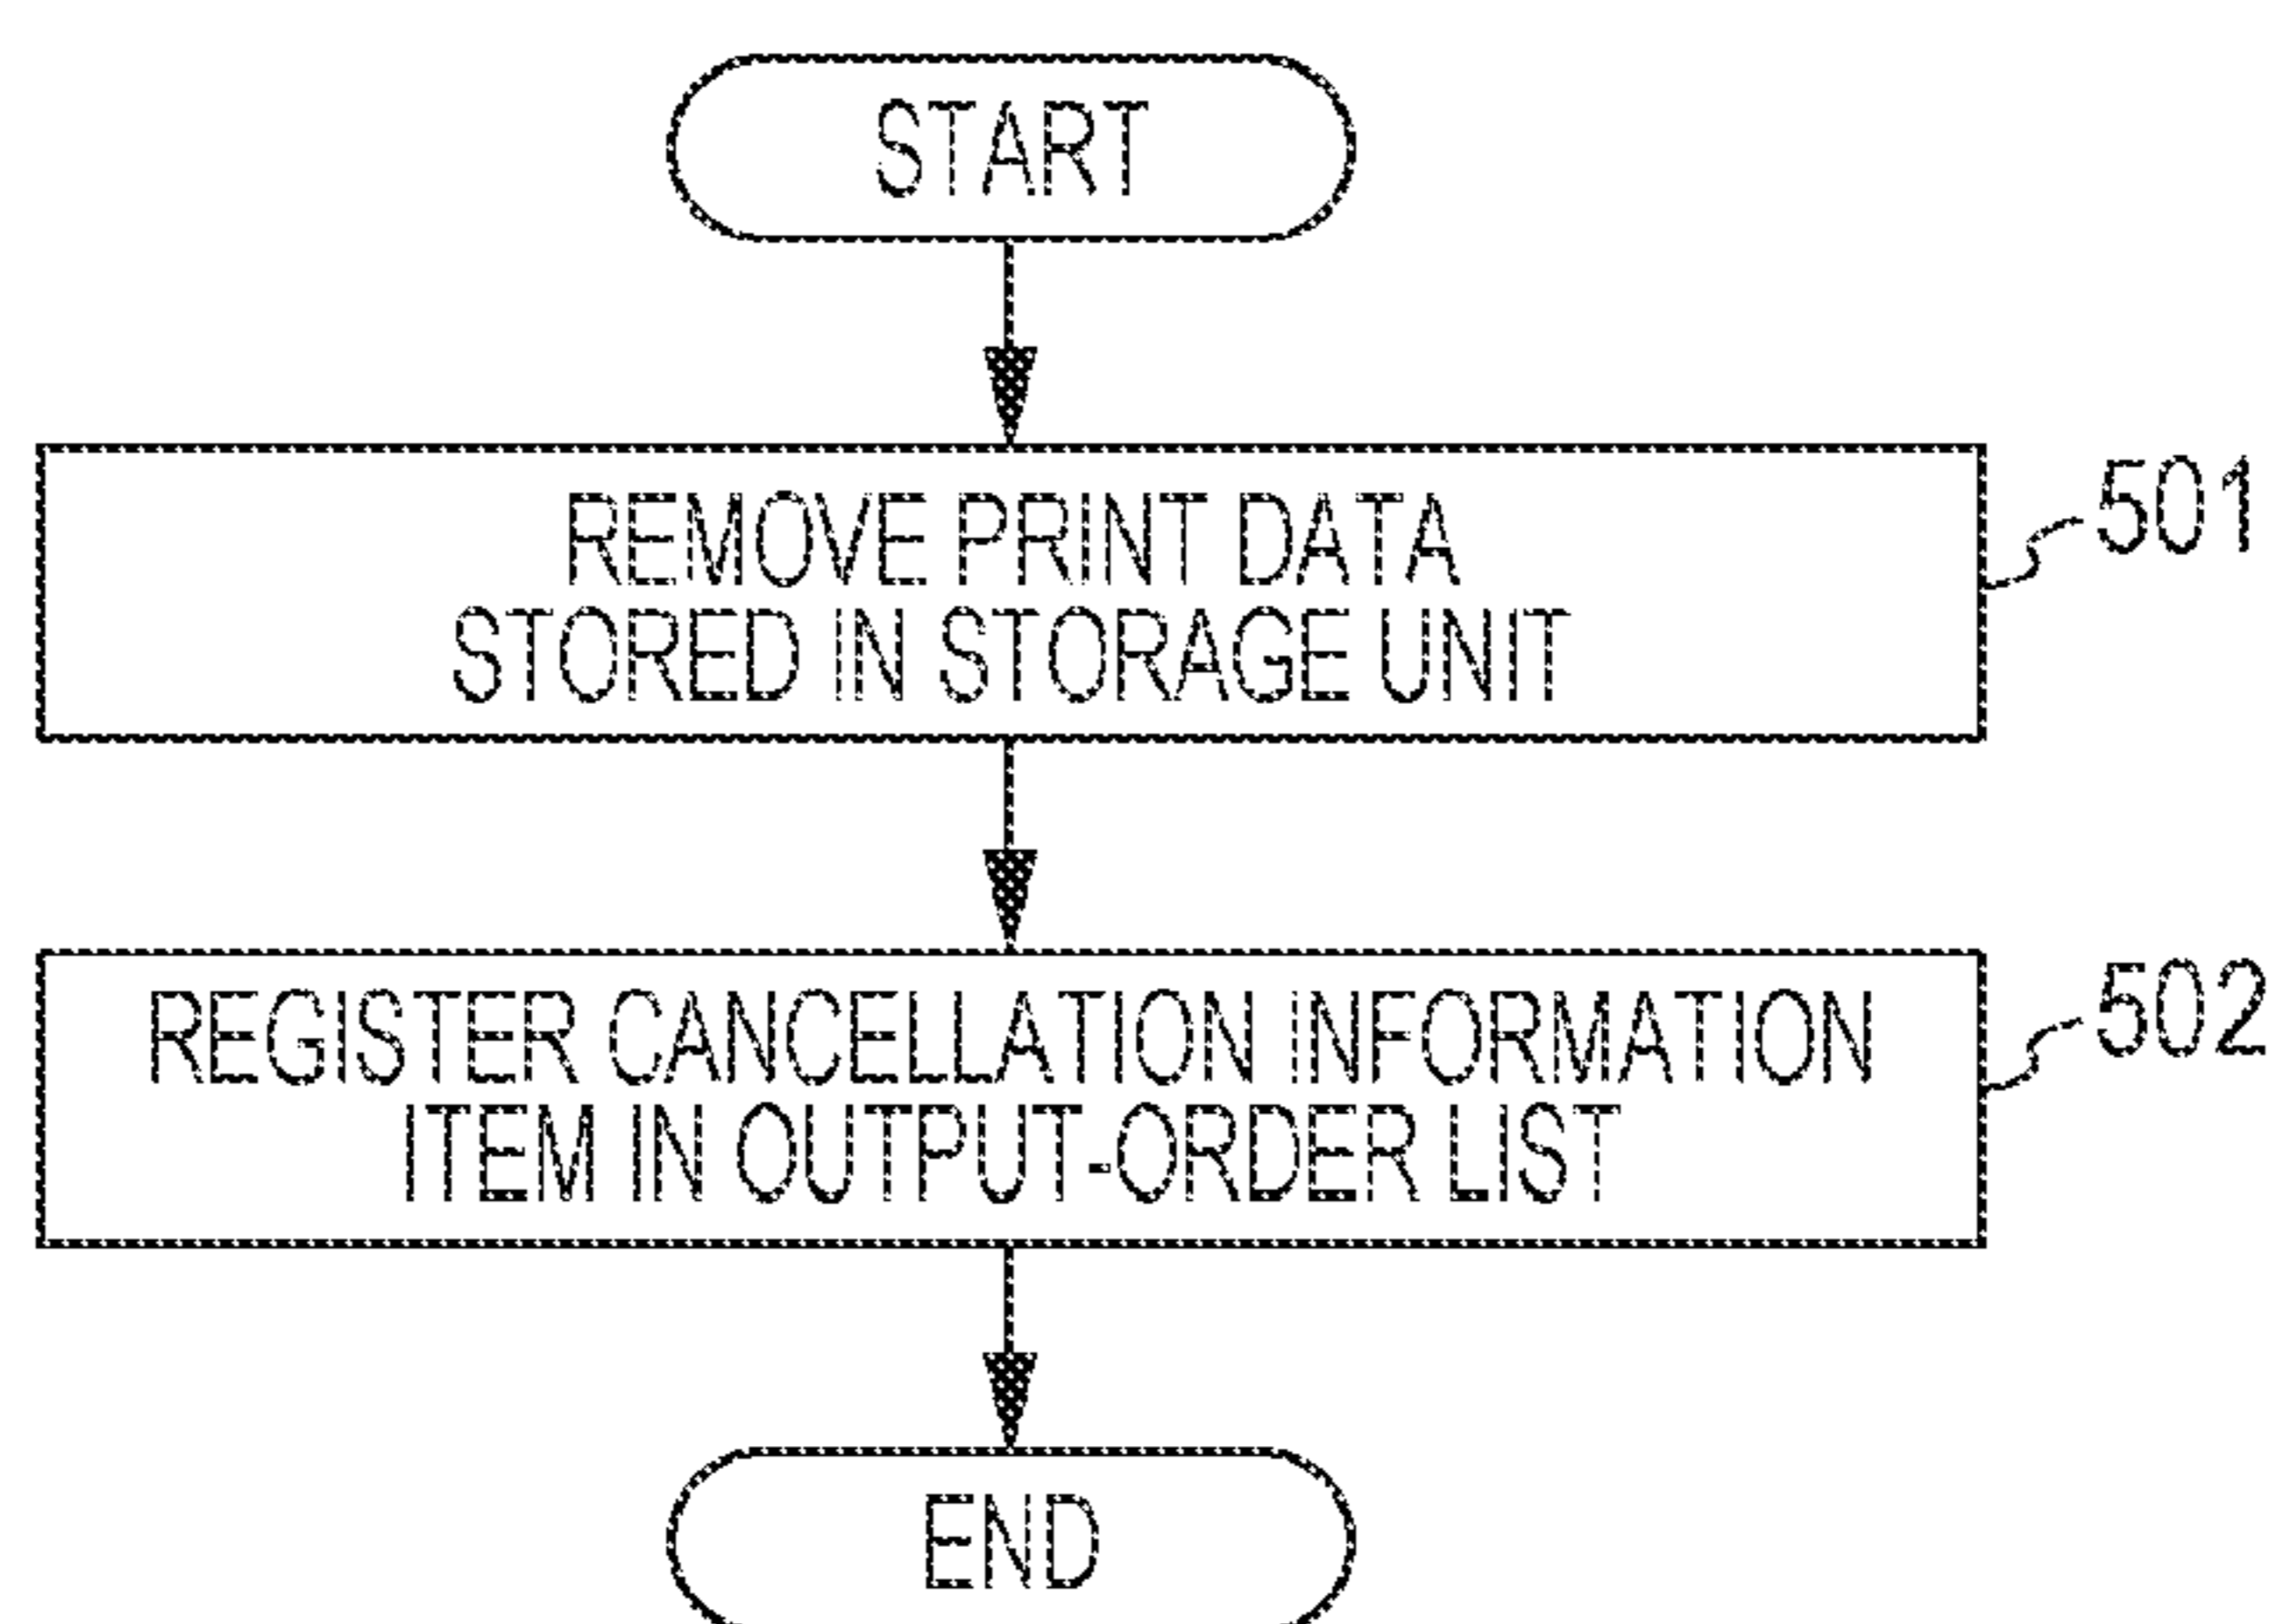 START
REMOVE PRINT DATA
STORED IN STORAGE UNIT
501
REGISTER CANCELLATION INFORMATION
ITEM IN OUTPUT-ORDER LIST
502
END